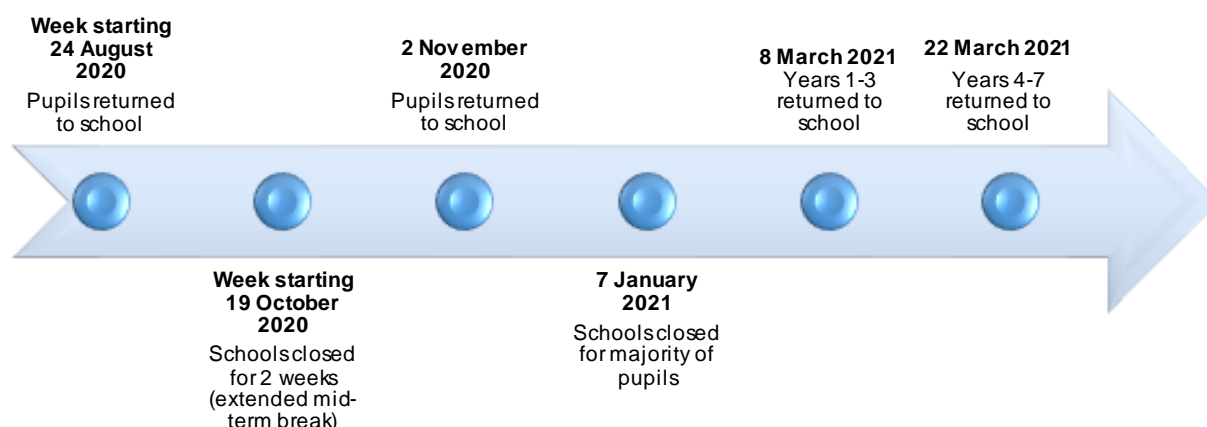 Week starting
24 August
2020
Pupils returned
to school
2 November
2020
Pupils returned
to school
8 March 2021
Years 1-3
returned to
school
22 March 2021
Years 4-7
returned to
school
Week starting
19 October
2020
Schools closed
for 2 weeks
(extended mid-
term break)
7 January
2021
Schools closed
for majority of
pupils